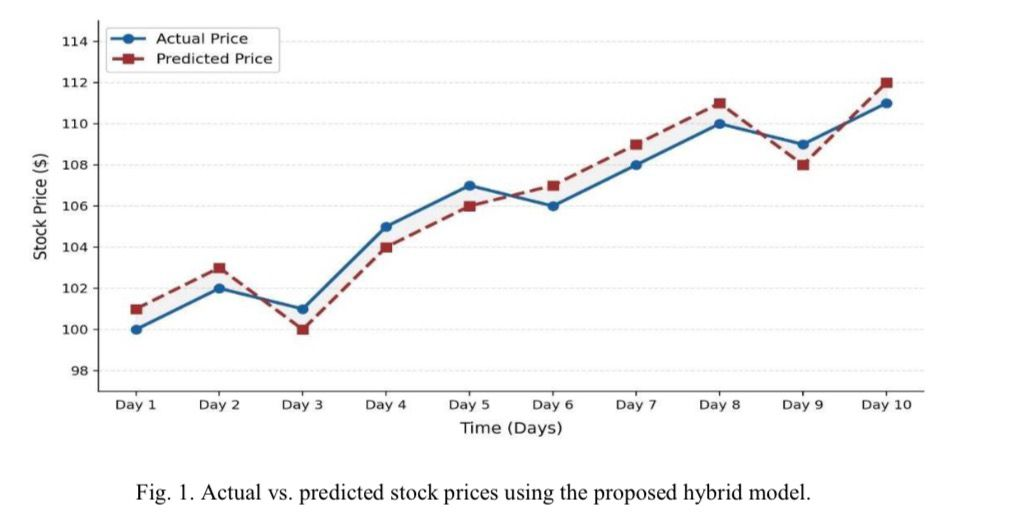 Actual Price
Predicted Price
114
112
110
108
106
104
102
100
98
Stock Price ($)
Day 1 Day 2 Day 3 Day 4 Day 5 Day 6 Day 7 Day 8 Day 9 Day 10
Time (Days)
Fig. 1. Actual vs. predicted stock prices using the proposed hybrid model.